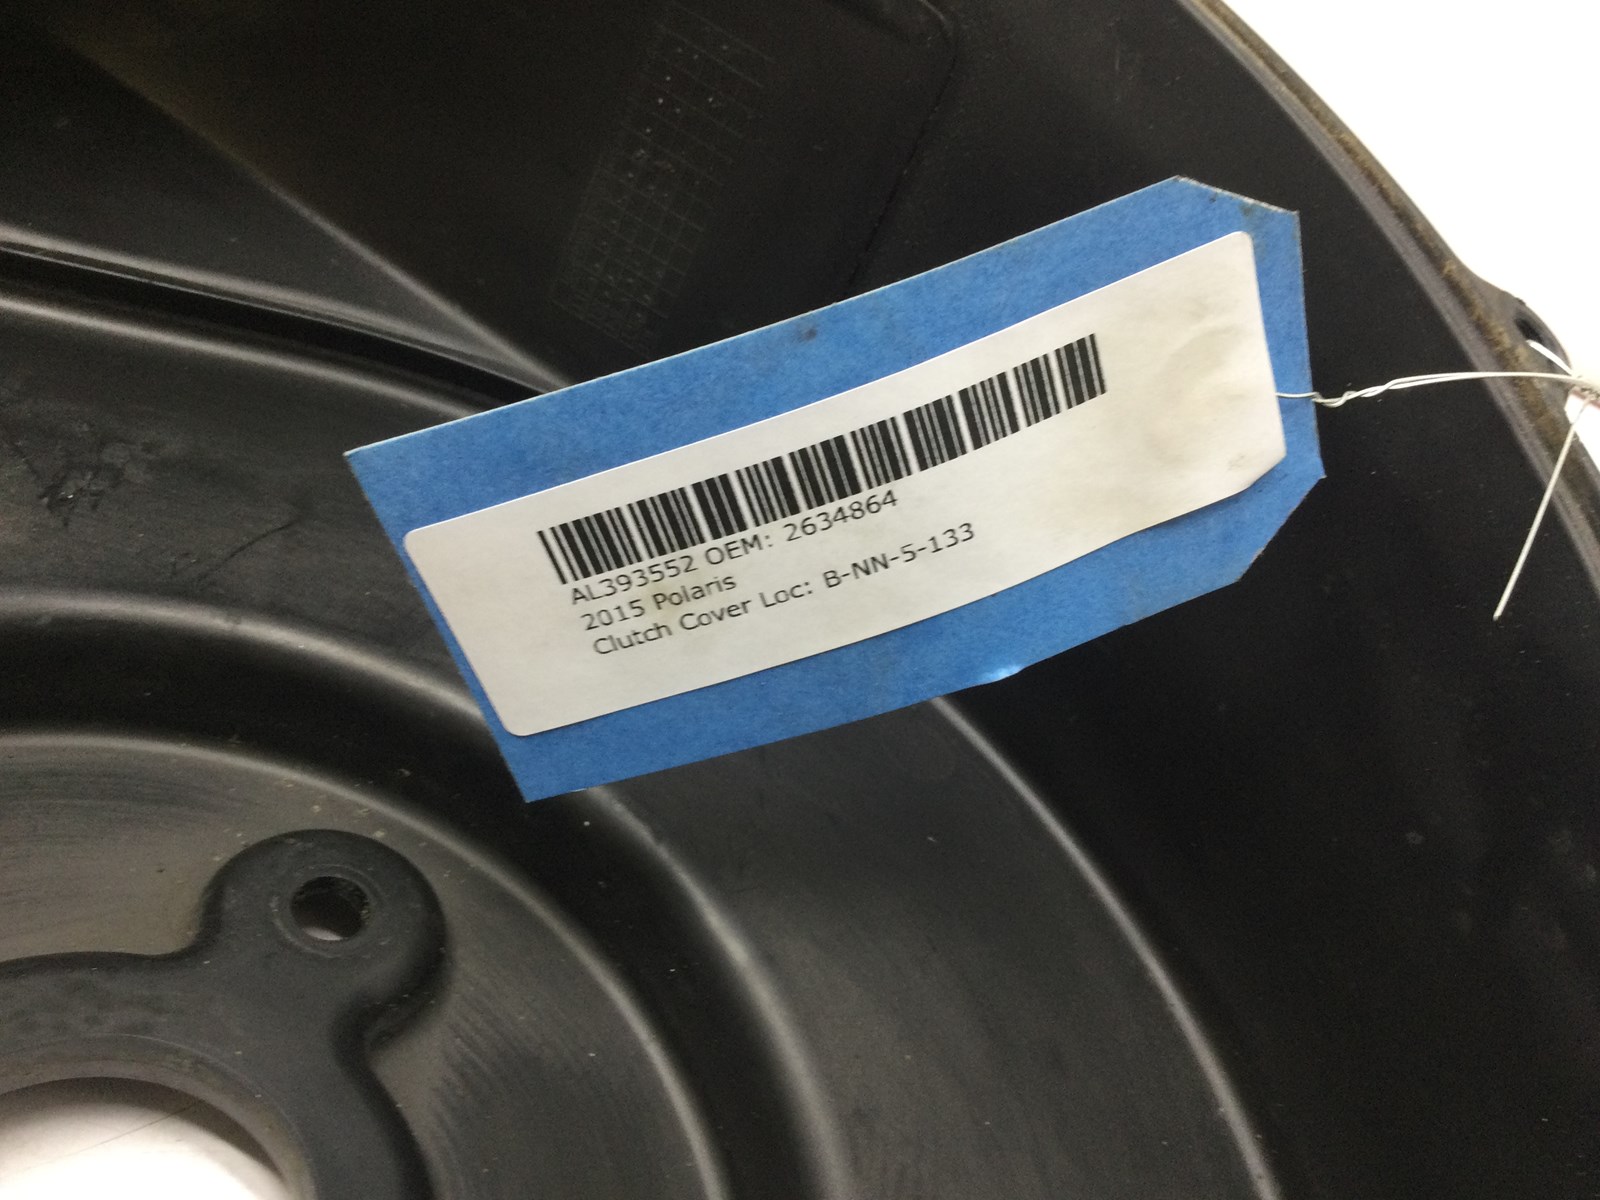 AL393552 OEM: 2634864
2015 Polaris
Clutch Cover Loc: B-NN-5-133